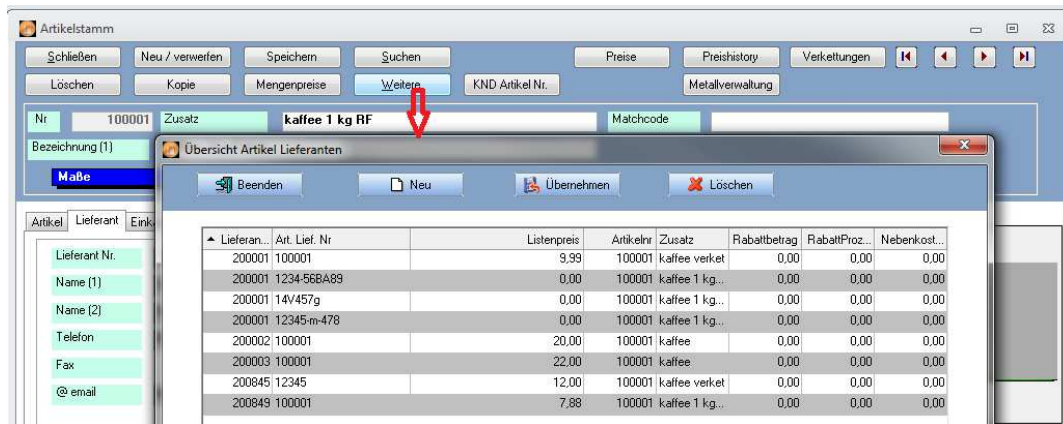 Artikelstamm
Schließen Neu / verwerfen Speichern Suchen Preise Preishistory Verkettungen
Löschen Kopie Mengenpreise Weitere KND Artikel Nr. Metallverwaltung
Nr 100001 Zusatz kaffee 1 kg RF Matchcode
Bezeichnung (1)
Übersicht Artikel Lieferanten
Maße
Beenden Neu Übernehmen Löschen
Artikel Lieferant Eink
Lieferan... Art. Lief. Nr Listenpreis Artikelnr Zusatz Rabattbetrag RabattProz... Nebenkost...
Lieferant Nr.
200001 100001 9,99 100001 kaffee verket 0,00 0,00 0,00
Name (1)
200001 1234-56BA89 0,00 100001 kaffee 1 kg... 0,00 0,00 0,00
200001 14V457g 0,00 100001 kaffee 1 kg... 0,00 0,00 0,00
Name (2)
200001 12345-m-478 0,00 100001 kaffee 1 kg... 0,00 0,00 0,00
Telefon
200002 100001 20,00 100001 kaffee 0,00 0,00 0,00
Fax
200003 100001 22,00 100001 kaffee 0,00 0,00 0,00
@ email
200845 12345 12,00 100001 kaffee verket 0,00 0,00 0,00
200849 100001 7,88 100001 kaffee 1 kg... 0,00 0,00 0,00